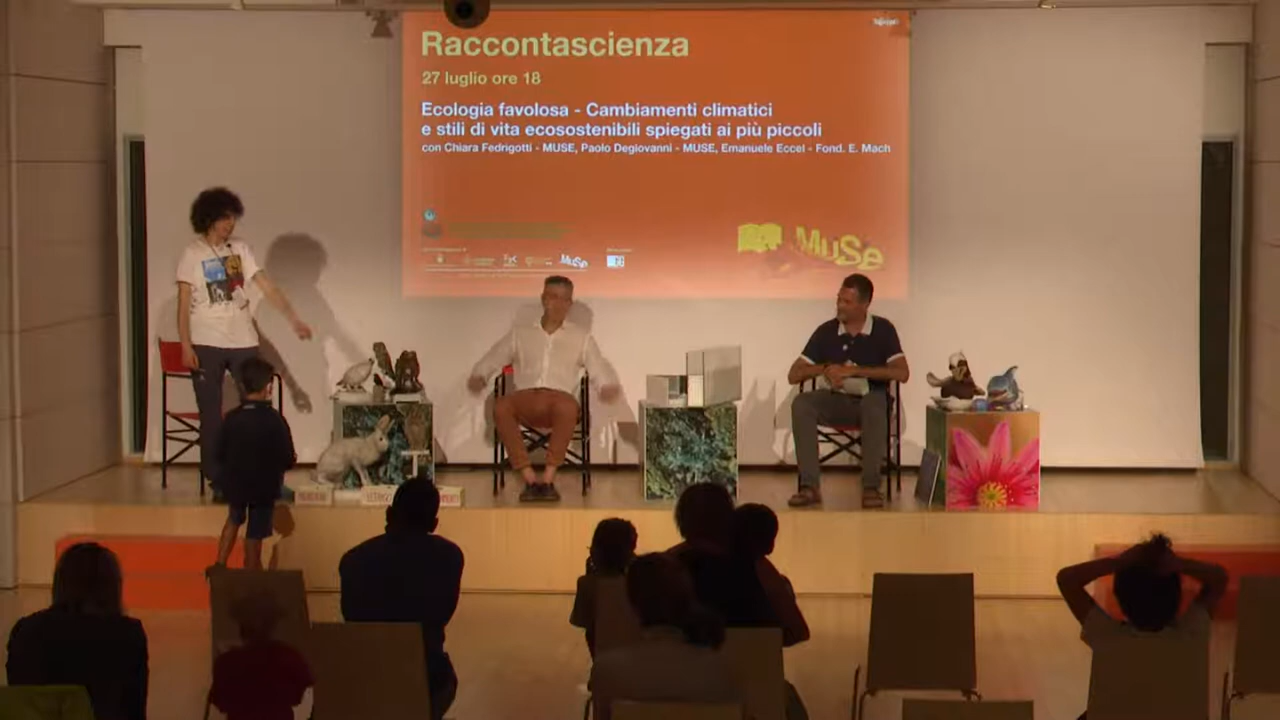 Raccontascienza
27 luglio ore 18
Ecologia favolosa - Cambiamenti climatici
e stili di vita ecosostenibili spiegati ai più piccoli
con Chiara Fedrigotti - MUSE, Paolo Degiovanni - MUSE, Emanuele Eccel - Fond. E. Mach
MUSe
MUSe